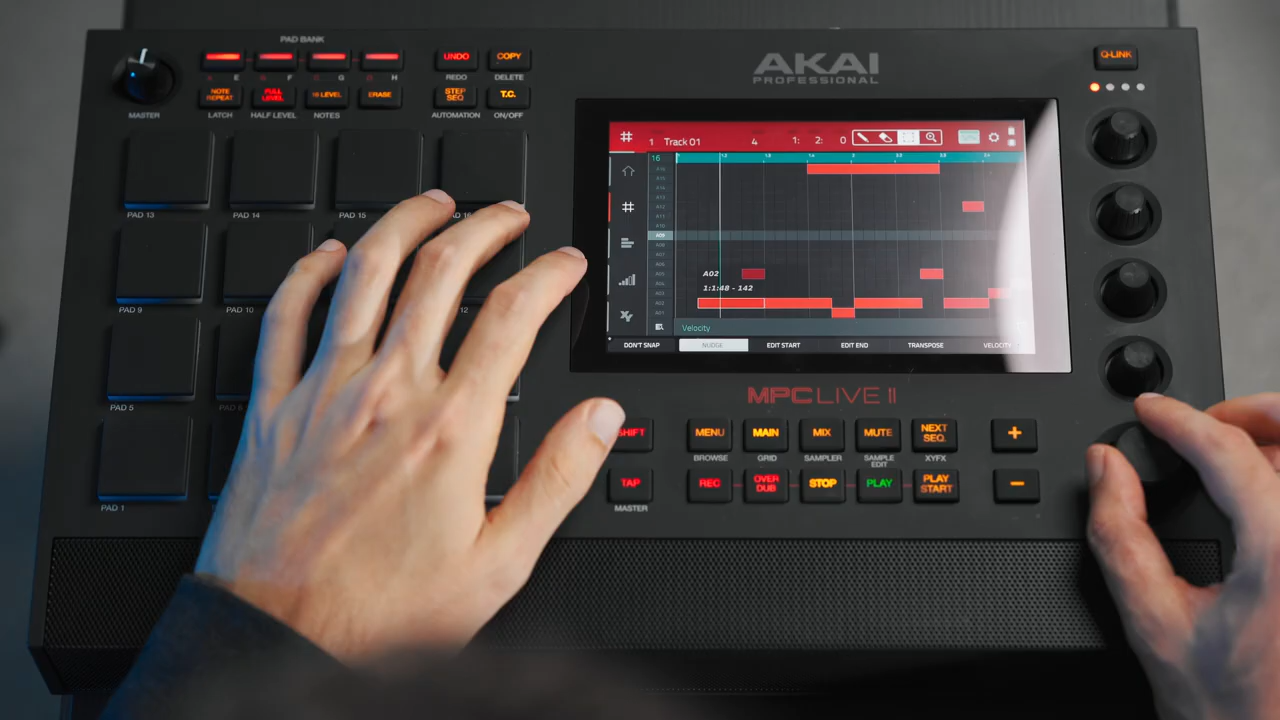 PAD BANK
A E B F C G D H
MASTER
NOTE REPEAT
LATCH
FULL LEVEL
HALF LEVEL
16 LEVEL
NOTES
ERASE
UNDO
REDO
COPY
DELETE
STEP SEQ
AUTOMATION
T.C.
ON/OFF
AKAI
PROFESSIONAL
Q-LINK
1 Track 01 4 1: 2: 0
16
A02
1:1:48 - 142
Velocity
DON'T SNAP NUDGE EDIT START EDIT END TRANSPOSE VELOCITY
PAD 13
PAD 14
PAD 15
PAD 9
PAD 10
PAD 5
PAD 1
MPC LIVE II
SHIFT
MENU
BROWSE
MAIN
GRID
MIX
SAMPLER
MUTE
SAMPLE EDIT
NEXT SEQ.
XYFX
+
TAP
MASTER
REC
OVER DUB
STOP
PLAY
PLAY START
−